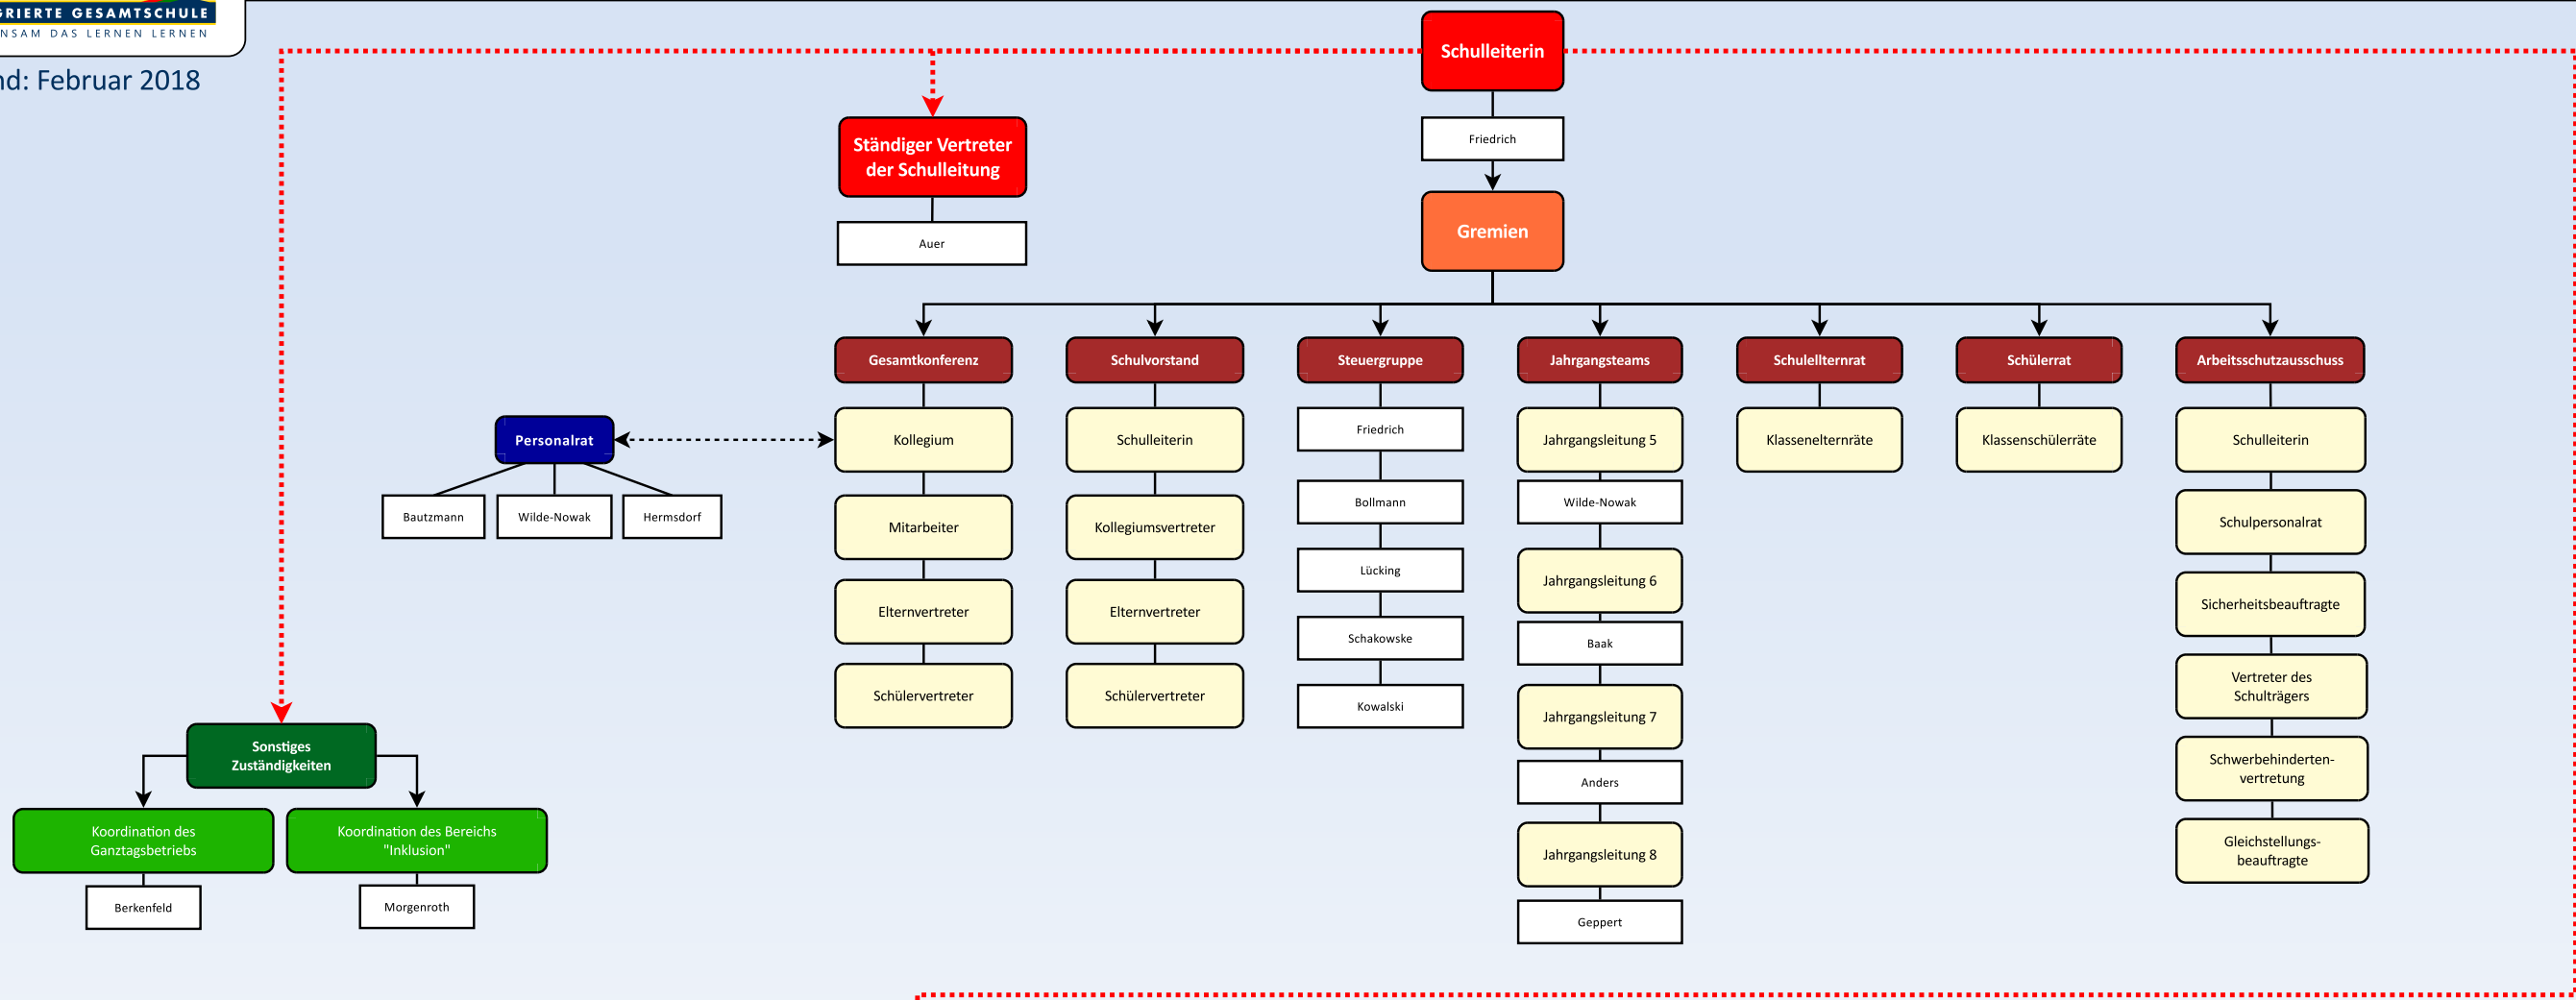 GRIERTE GESAMTSCHULE
NSAM DAS LERNEN LERNEN
nd: Februar 2018
Schulleiterin
Friedrich
Ständiger Vertreter
der Schulleitung
Auer
Gremien
Gesamtkonferenz
Kollegium
Mitarbeiter
Elternvertreter
Schülervertreter
Personalrat
Bautzmann
Wilde-Nowak
Hermsdorf
Schulvorstand
Schulleiterin
Kollegiumsvertreter
Elternvertreter
Schülervertreter
Steuergruppe
Friedrich
Bollmann
Lücking
Schakowske
Kowalski
Jahrgangsteams
Jahrgangsleitung 5
Wilde-Nowak
Jahrgangsleitung 6
Baak
Jahrgangsleitung 7
Anders
Jahrgangsleitung 8
Geppert
Schulellternrat
Klassenelternräte
Schülerrat
Klassenschülerräte
Arbeitsschutzausschuss
Schulleiterin
Schulpersonalrat
Sicherheitsbeauftragte
Vertreter des
Schulträgers
Schwerbehinderten-
vertretung
Gleichstellungs-
beauftragte
Sonstiges
Zuständigkeiten
Koordination des
Ganztagsbetriebs
Berkenfeld
Koordination des Bereichs
"Inklusion"
Morgenroth